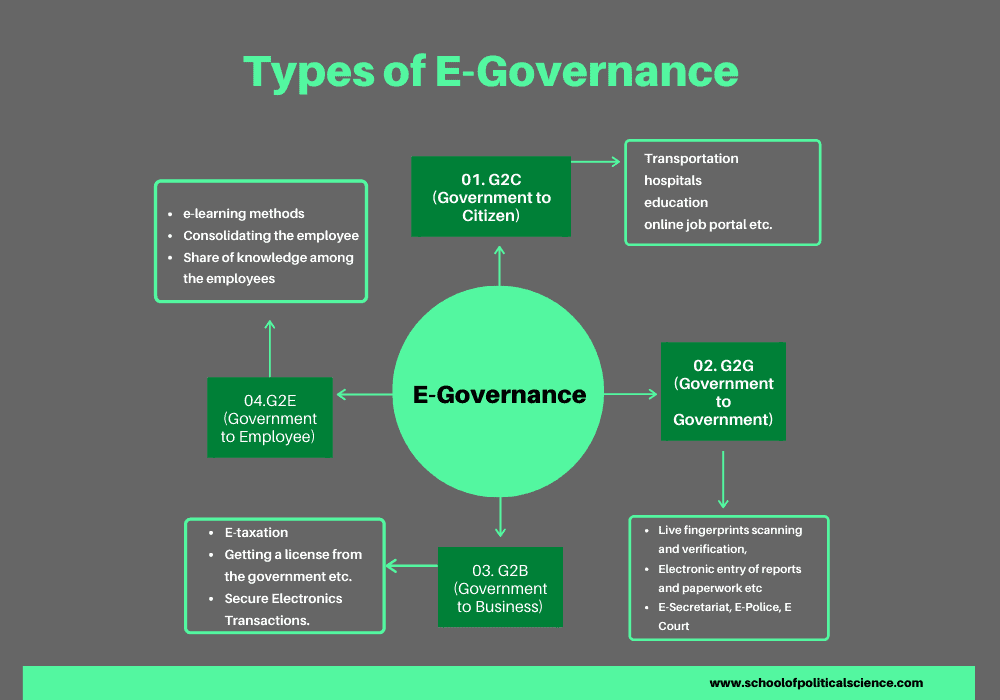 Types of E-Governance
01. G2C
(Government to
Citizen)
Transportation
hospitals
education
online job portal etc.
• e-learning methods
• Consolidating the employee
• Share of knowledge among
the employees
E-Governance
02. G2G
(Government
to
Government)
04.G2E
(Government
to Employee)
• E-taxation
• Getting a license from
the government etc.
• Secure Electronics
Transactions.
03. G2B
(Government
to Business)
• Live fingerprints scanning
and verification,
• Electronic entry of reports
and paperwork etc
• E-Secretariat, E-Police, E
Court
www.schoolofpoliticalscience.com